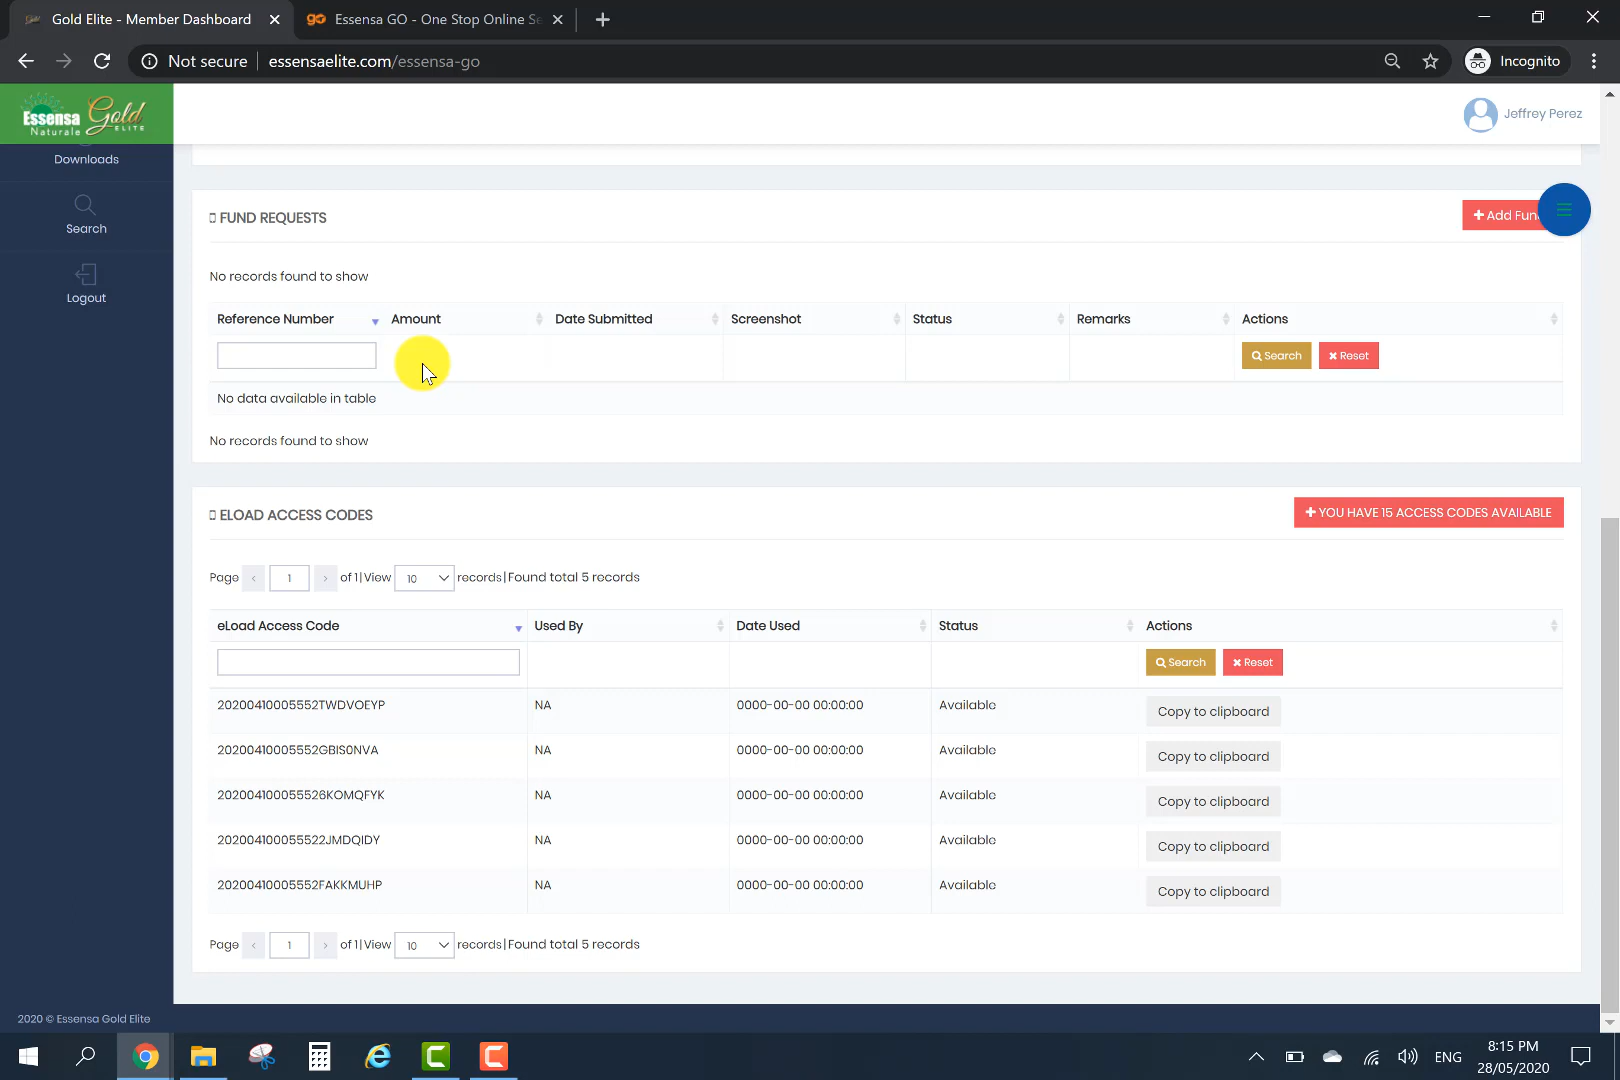 Gold Elite - Member Dashboard
go Essensa GO - One Stop Online Se
Not secure essensaelite.com/essensa-go
Incognito
Essensa Naturale Gold ELITE
Jeffrey Perez
Downloads
Search
Logout
FUND REQUESTS
+ Add Fun
No records found to show
Reference Number Amount Date Submitted Screenshot Status Remarks Actions
Search Reset
No data available in table
No records found to show
ELOAD ACCESS CODES
+ YOU HAVE 15 ACCESS CODES AVAILABLE
Page < 1 > of 1 | View 10 records | Found total 5 records
eLoad Access Code Used By Date Used Status Actions
Search Reset
20200410005552TWDVOEYP NA 0000-00-00 00:00:00 Available Copy to clipboard
20200410005552GBIS0NVA NA 0000-00-00 00:00:00 Available Copy to clipboard
202004100055526KOMQFYK NA 0000-00-00 00:00:00 Available Copy to clipboard
202004100055522JMDQIDY NA 0000-00-00 00:00:00 Available Copy to clipboard
20200410005552FAKKMUHP NA 0000-00-00 00:00:00 Available Copy to clipboard
Page < 1 > of 1 | View 10 records | Found total 5 records
2020 © Essensa Gold Elite
ENG
8:15 PM
28/05/2020